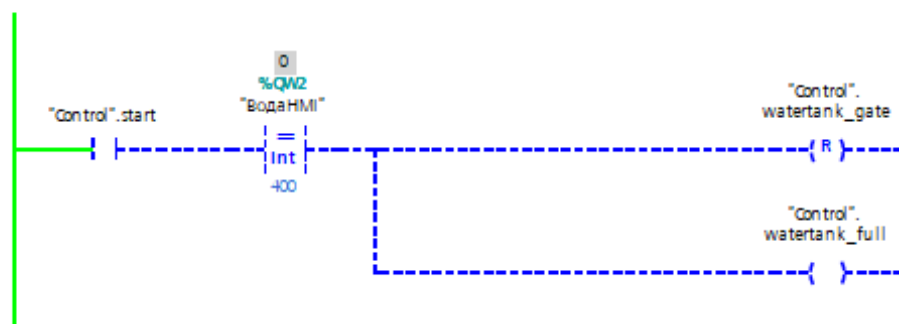 0
%QW2
"ВодаHMI"
"Control".start
==
Int
400
"Control".
watertank_gate
R
"Control".
watertank_full